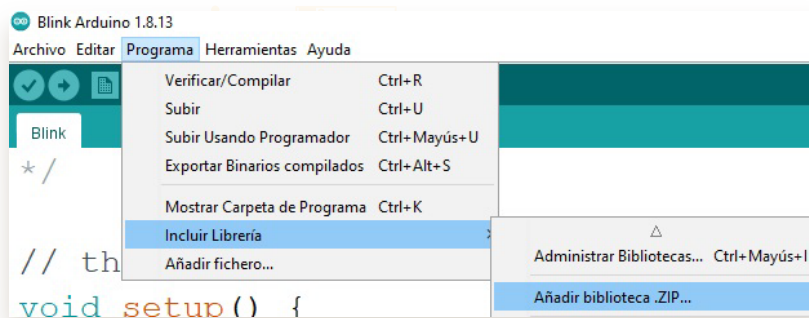 Blink Arduino 1.8.13
Archivo Editar Programa Herramientas Ayuda
Verificar/Compilar Ctrl+R
Subir Ctrl+U
Blink
Subir Usando Programador Ctrl+Mayús+U
*/
Exportar Binarios compilados Ctrl+Alt+S
Mostrar Carpeta de Programa Ctrl+K
Incluir Librería
Administrar Bibliotecas... Ctrl+Mayús+I
// th
Añadir fichero...
Añadir biblioteca .ZIP...
void setup() {